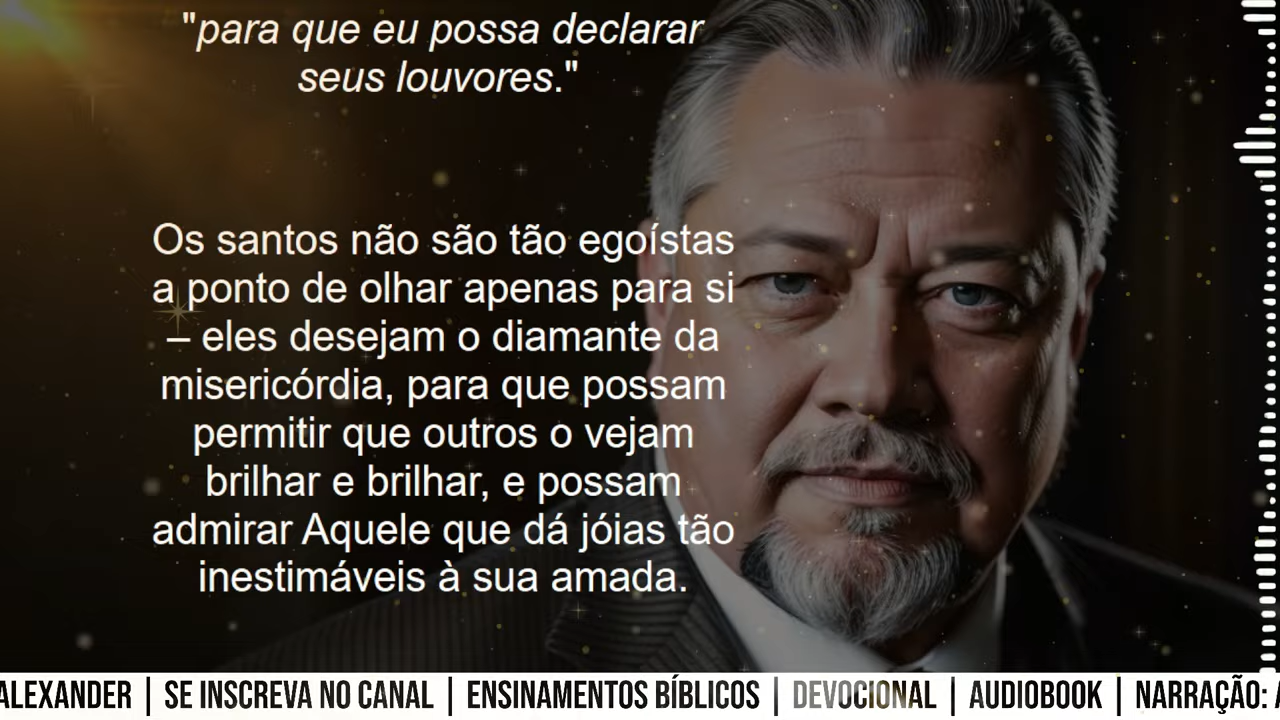 "para que eu possa declarar
seus louvores."
Os santos não são tão egoístas
a ponto de olhar apenas para si
– eles desejam o diamante da
misericórdia, para que possam
permitir que outros o vejam
brilhar e brilhar, e possam
admirar Aquele que dá jóias tão
inestimáveis à sua amada.
ALEXANDER | SE INSCREVA NO CANAL | ENSINAMENTOS BÍBLICOS | DEVOCIONAL | AUDIOBOOK | NARRAÇÃO: